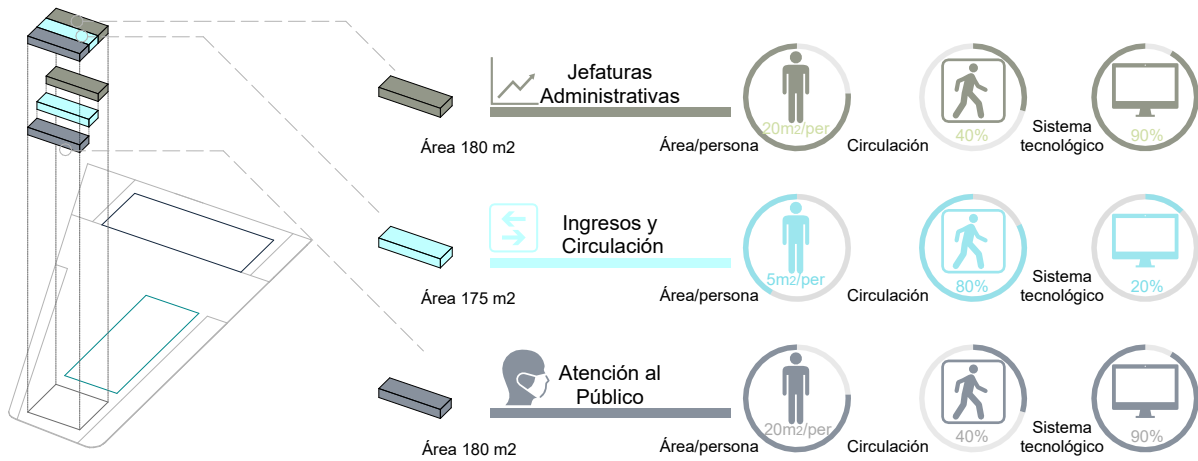 Jefaturas
Administrativas
Área 180 m2
20m2/per
Área/persona
40%
Circulación
90%
Sistema
tecnológico
Ingresos y
Circulación
Área 175 m2
5m2/per
Área/persona
80%
Circulación
20%
Sistema
tecnológico
Atención al
Público
Área 180 m2
20m2/per
Área/persona
40%
Circulación
90%
Sistema
tecnológico